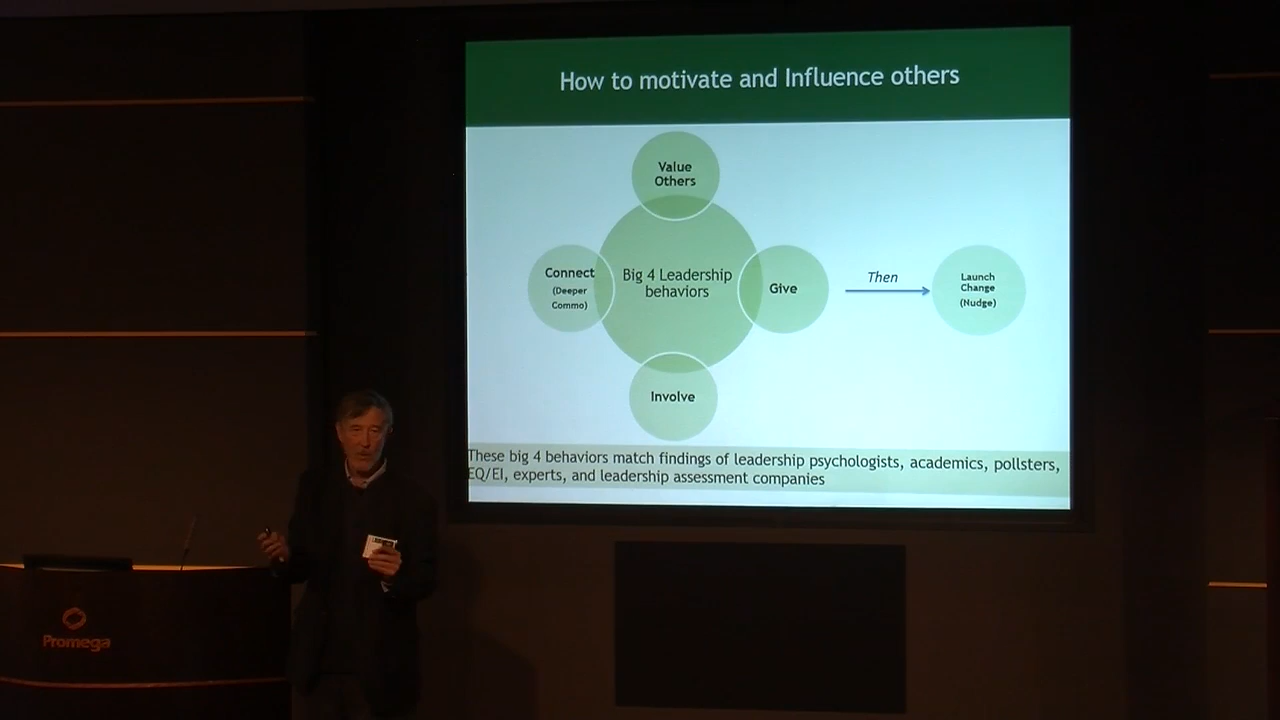 How to motivate and Influence others
Value
Others
Connect
(Deeper
Commo)
Big 4 Leadership
behaviors
Give
Then
Launch
Change
(Nudge)
Involve
These big 4 behaviors match findings of leadership psychologists, academics, pollsters,
EQ/EI, experts, and leadership assessment companies
Promega